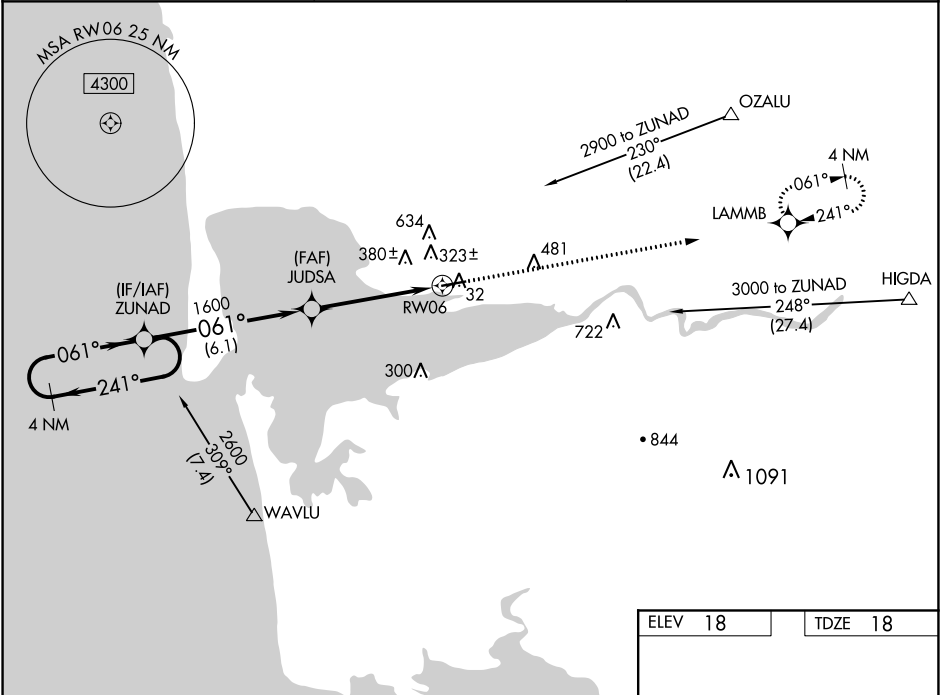 MSA RW06 25 NM
4300
OZALU
2900 to ZUNAD
230°
(22.4)
4 NM
061°
241°
LAMMB
634
380±
323±
481
32
RW06
(FAF)
JUDSA
HIGDA
3000 to ZUNAD
248°
(27.4)
(IF/IAF)
ZUNAD
1600
061°
(6.1)
061°
241°
4 NM
722
300
2600
309°
(7.4)
WAVLU
844
1091
ELEV 18
TDZE 18